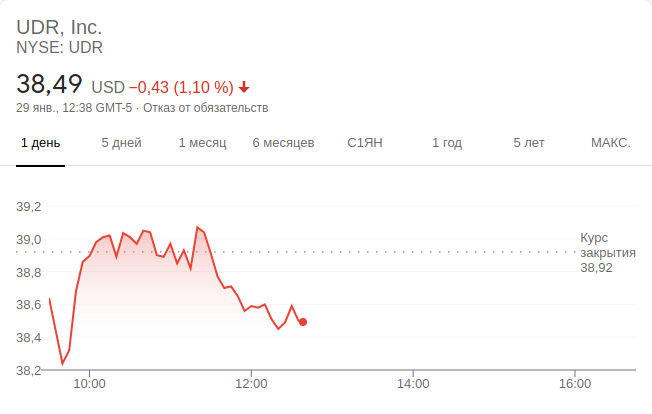 UDR, Inc.
NYSE: UDR
38,49 USD −0,43 (1,10 %)
29 янв., 12:38 GMT-5 · Отказ от обязательств
1 день 5 дней 1 месяц 6 месяцев С1ЯН 1 год 5 лет МАКС.
39,2
39,0
38,8
38,6
38,4
38,2
Курс
закрытия
38,92
10:00 12:00 14:00 16:00